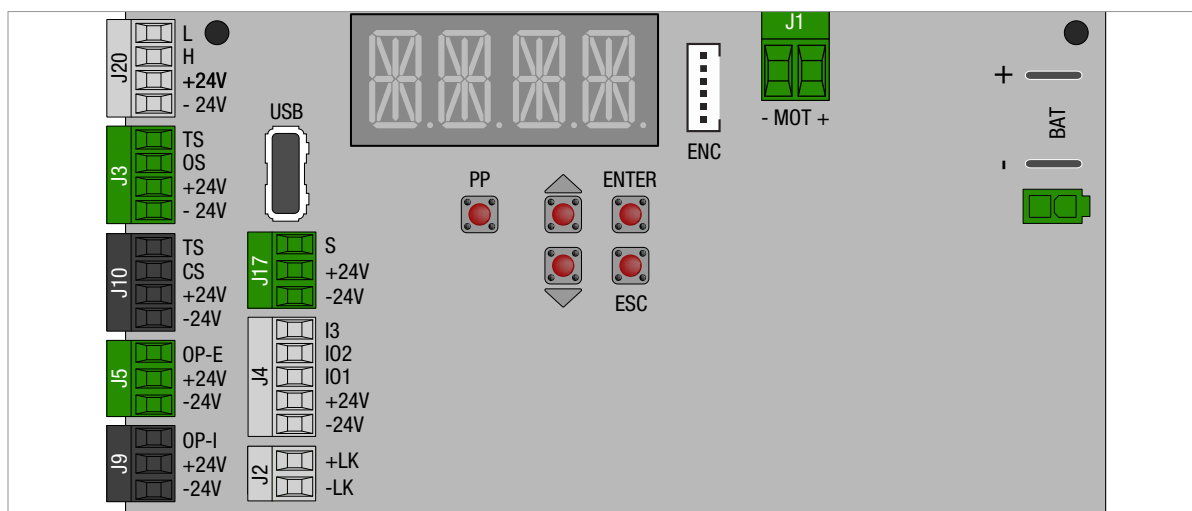 J20
L
H
+24V
- 24V
J3
TS
OS
+24V
- 24V
J10
TS
CS
+24V
-24V
J5
OP-E
+24V
-24V
J9
OP-I
+24V
-24V
USB
J17
S
+24V
-24V
J4
I3
IO2
IO1
+24V
-24V
J2
+LK
-LK
PP
ENTER
ESC
ENC
J1
- MOT +
+
BAT
-